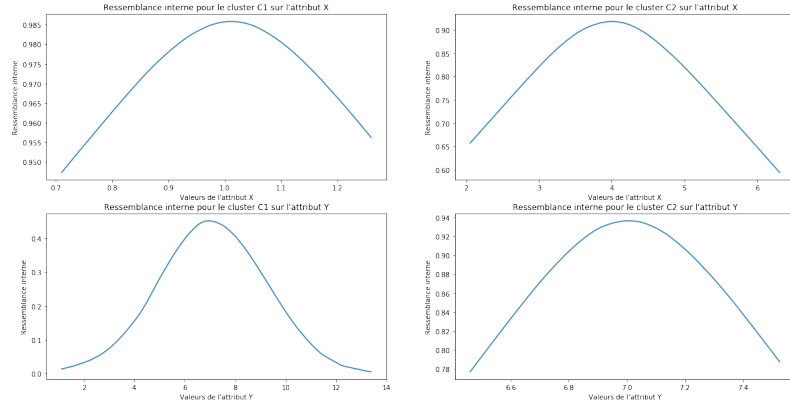 Ressemblance interne pour le cluster C1 sur l'attribut X
Ressemblance interne
0.985
0.980
0.975
0.970
0.965
0.960
0.955
0.950
0.7 0.8 0.9 1.0 1.1 1.2
Valeurs de l'attribut X
Ressemblance interne pour le cluster C2 sur l'attribut X
Ressemblance interne
0.90
0.85
0.80
0.75
0.70
0.65
0.60
2 3 4 5 6
Valeurs de l'attribut X
Ressemblance interne pour le cluster C1 sur l'attribut Y
Ressemblance interne
0.4
0.3
0.2
0.1
0.0
2 4 6 8 10 12 14
Valeurs de l'attribut Y
Ressemblance interne pour le cluster C2 sur l'attribut Y
Ressemblance interne
0.94
0.92
0.90
0.88
0.86
0.84
0.82
0.80
0.78
6.6 6.8 7.0 7.2 7.4
Valeurs de l'attribut Y